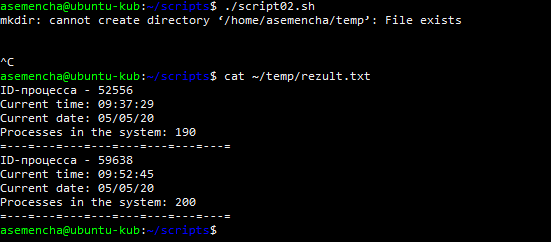 asemencha@ubuntu-kub:~/scripts$ ./script02.sh
mkdir: cannot create directory ‘/home/asemencha/temp’: File exists
^C
asemencha@ubuntu-kub:~/scripts$ cat ~/temp/rezult.txt
ID-процесса - 52556
Current time: 09:37:29
Current date: 05/05/20
Processes in the system: 190
=---=---=---=---=---=---=---=
ID-процесса - 59638
Current time: 09:52:45
Current date: 05/05/20
Processes in the system: 200
=---=---=---=---=---=---=---=
asemencha@ubuntu-kub:~/scripts$